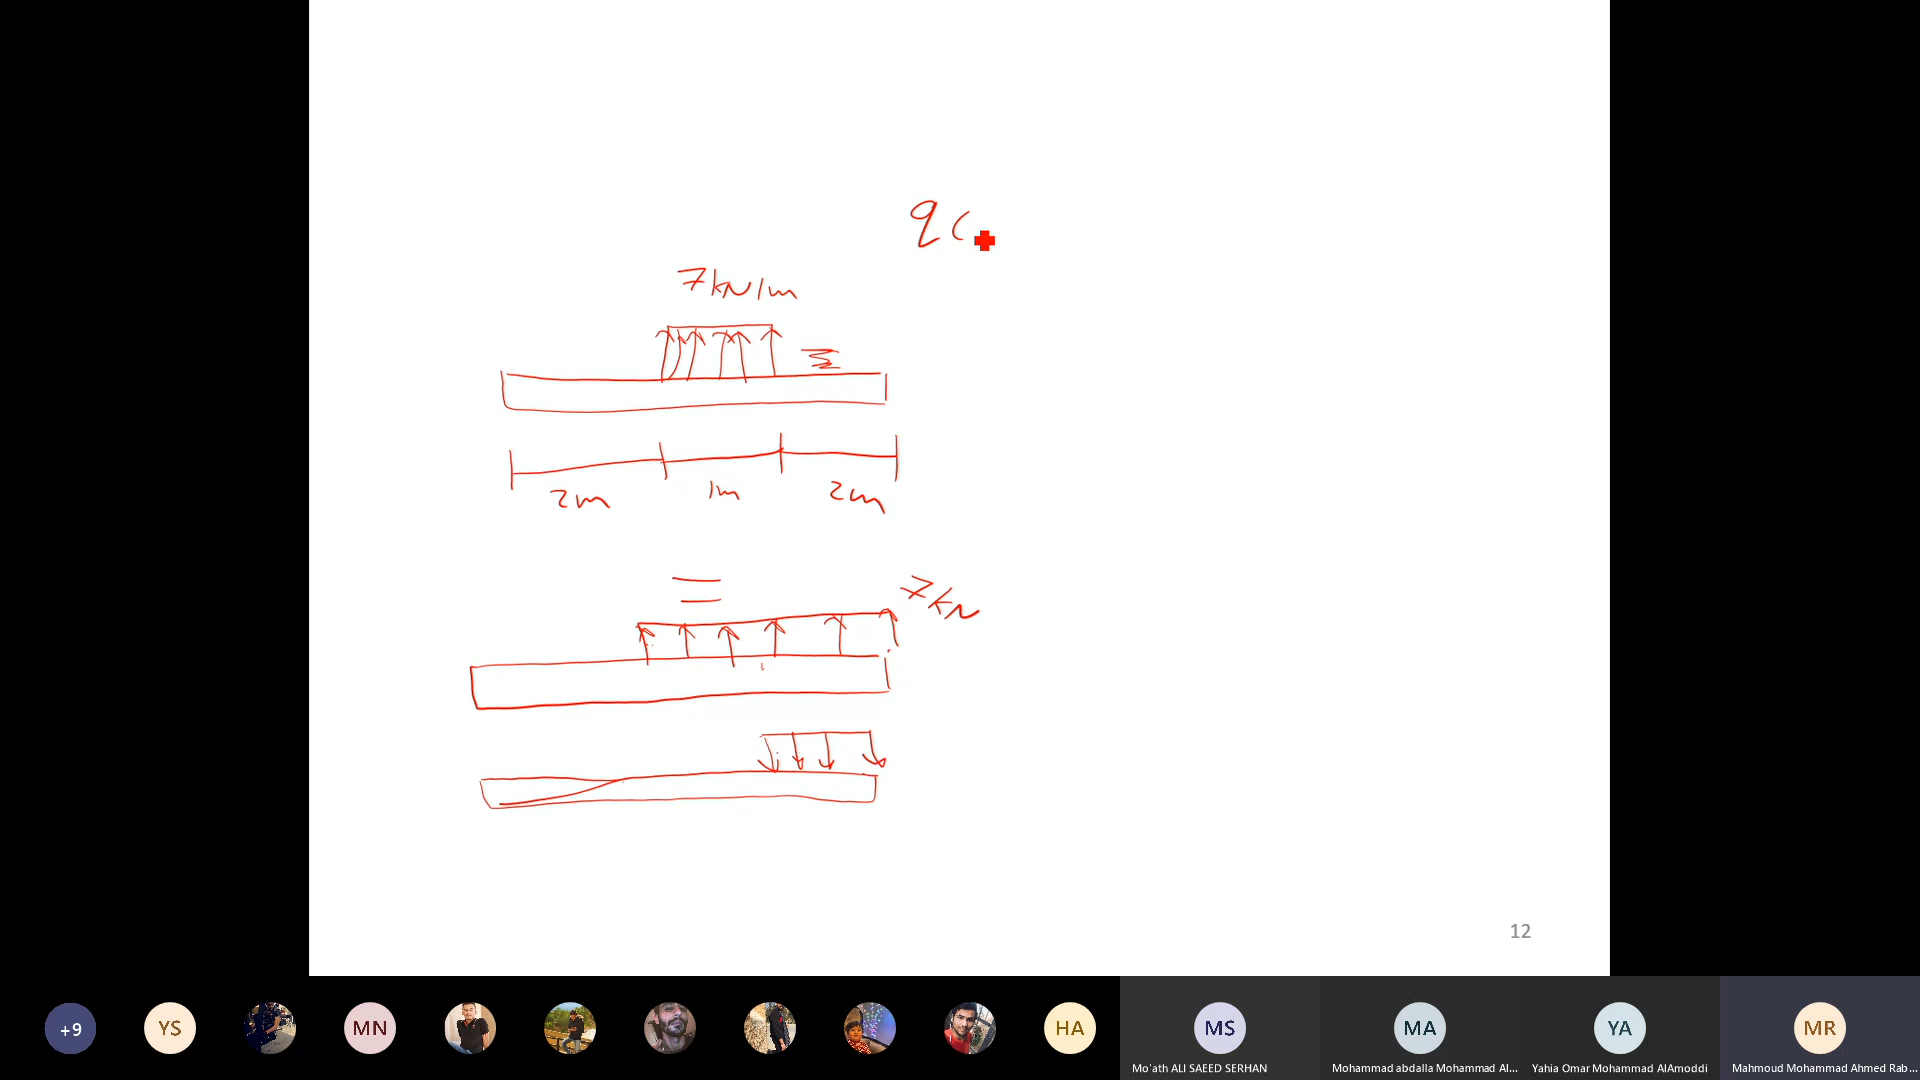 q(
7kN/m
2m 1m 2m
=
7kN
12
+9 YS MN HA MS MA YA MR
Mo'ath ALI SAEED SERHAN Mohammad abdalla Mohammad Al... Yahia Omar Mohammad AlAmoddi Mahmoud Mohammad Ahmed Rab...